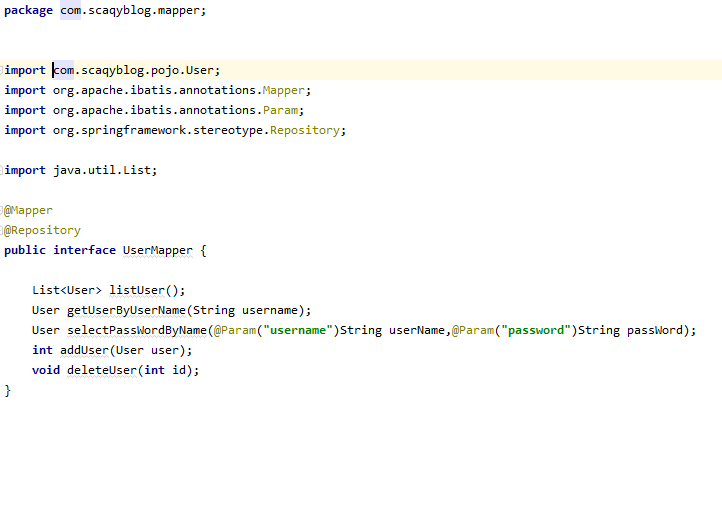 package com.scaqyblog.mapper;
import com.scaqyblog.pojo.User;
import org.apache.ibatis.annotations.Mapper;
import org.apache.ibatis.annotations.Param;
import org.springframework.stereotype.Repository;
import java.util.List;
@Mapper
@Repository
public interface UserMapper {
List<User> listUser();
User getUserByUserName(String username);
User selectPassWordByName(@Param("username")String userName,@Param("password")String passWord);
int addUser(User user);
void deleteUser(int id);
}